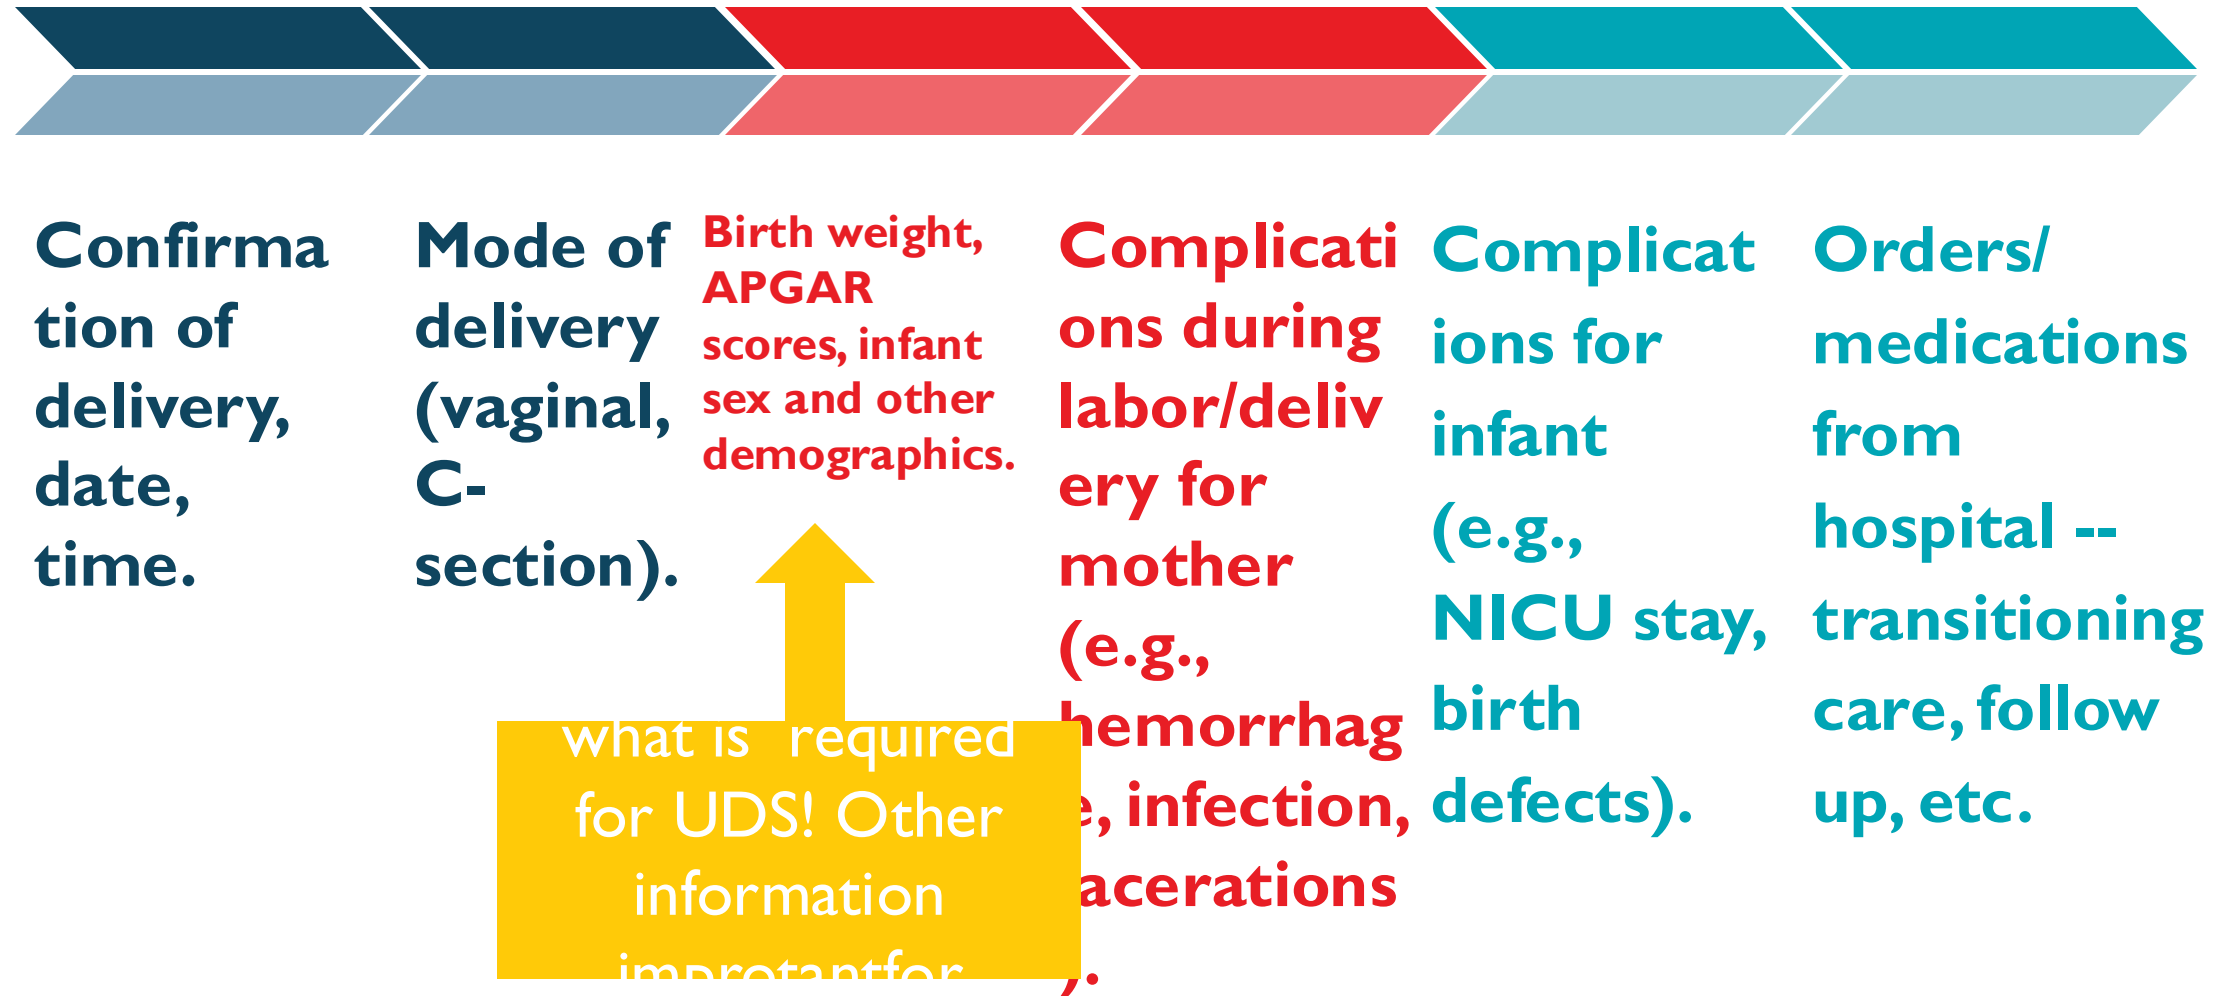 Confirma
tion of
delivery,
date,
time.
Mode of
delivery
(vaginal,
C-
section).
Birth weight,
APGAR
scores, infant
sex and other
demographics.
Complicati
ons during
labor/deliv
ery for
mother
(e.g.,
hemorrhag
e, infection,
acerations
).
Complicat
ions for
infant
(e.g.,
NICU stay,
birth
defects).
Orders/
medications
from
hospital --
transitioning
care, follow
up, etc.
what is required
for UDS! Other
information
improtantfor